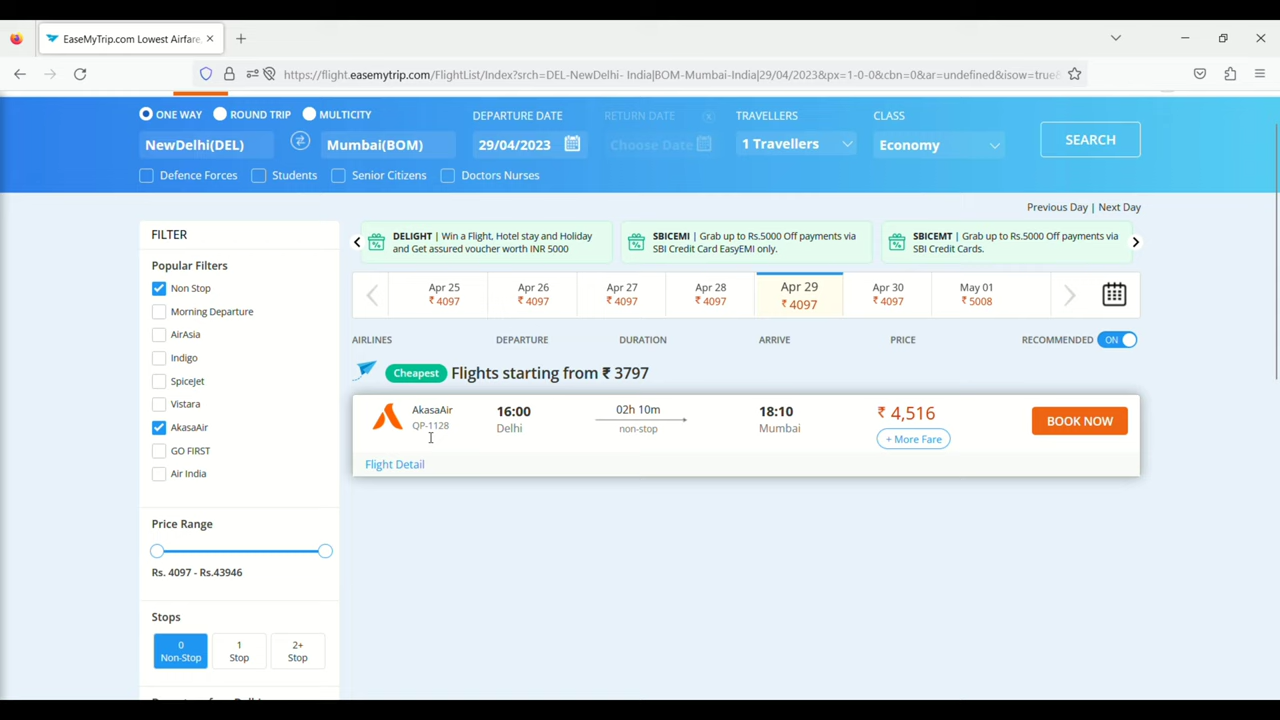 EaseMyTrip.com Lowest Airfare
https://flight.easemytrip.com/FlightList/Index?srch=DEL-NewDelhi- India|BOM-Mumbai-India|29/04/2023&px=1-0-0&cbn=0&ar=undefined&isow=true&
ONE WAY ROUND TRIP MULTICITY DEPARTURE DATE RETURN DATE x TRAVELLERS CLASS
NewDelhi(DEL) Mumbai(BOM) 29/04/2023 Choose Date 1 Travellers Economy SEARCH
Defence Forces Students Senior Citizens Doctors Nurses
Previous Day | Next Day
FILTER
DELIGHT | Win a Flight, Hotel stay and Holiday
and Get assured voucher worth INR 5000
SBICEMI | Grab up to Rs.5000 Off payments via
SBI Credit Card EasyEMI only.
SBICEMT | Grab up to Rs.5000 Off payments via
SBI Credit Cards.
Popular Filters
Non Stop
Morning Departure
AirAsia
Indigo
SpiceJet
Vistara
AkasaAir
GO FIRST
Air India
Apr 25 Apr 26 Apr 27 Apr 28 Apr 29 Apr 30 May 01
₹ 4097 ₹ 4097 ₹ 4097 ₹ 4097 ₹ 4097 ₹ 4097 ₹ 5008
AIRLINES DEPARTURE DURATION ARRIVE PRICE RECOMMENDED ON
Cheapest Flights starting from ₹ 3797
AkasaAir 16:00 02h 10m 18:10 ₹ 4,516 BOOK NOW
QP-1128 Delhi non-stop Mumbai + More Fare
Flight Detail
Price Range
Rs. 4097 - Rs.43946
Stops
0 1 2+
Non-Stop Stop Stop